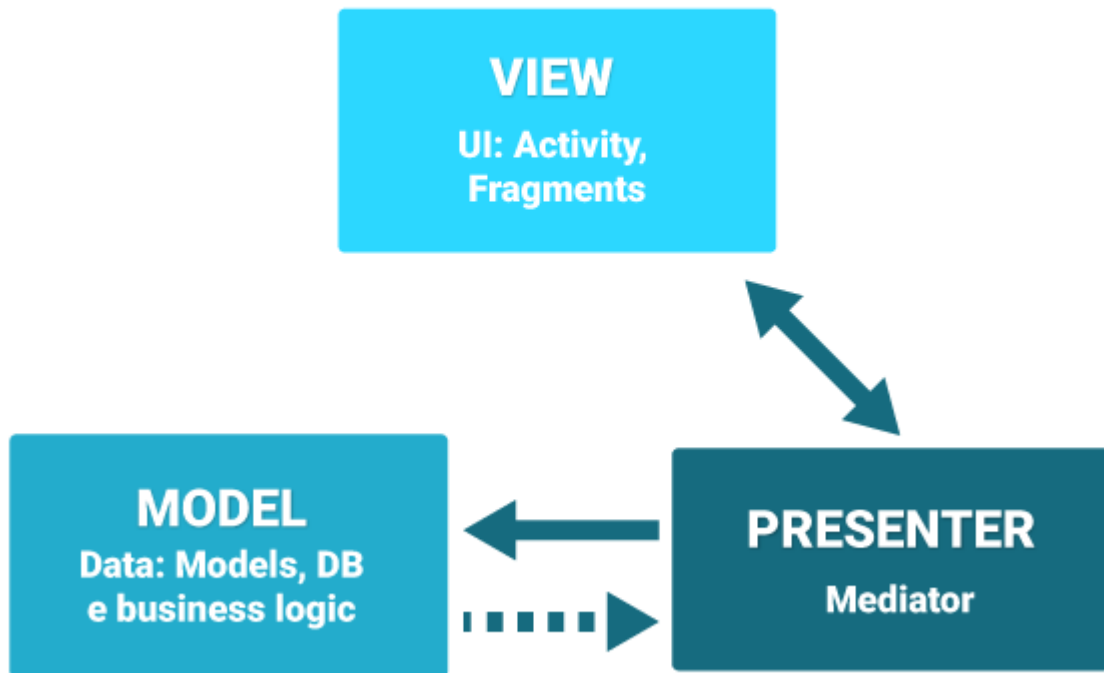 VIEW
UI: Activity,
Fragments
MODEL
Data: Models, DB
e business logic
PRESENTER
Mediator